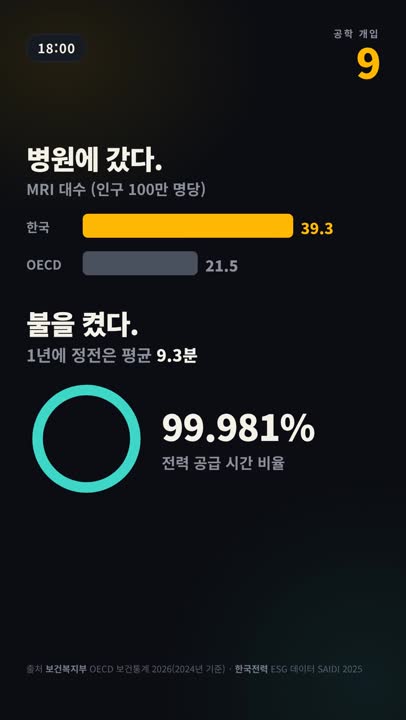 18:00
공학 개입
9
병원에 갔다.
MRI 대수 (인구 100만 명당)
한국 39.3
OECD 21.5
불을 켰다.
1년에 정전은 평균 9.3분
99.981%
전력 공급 시간 비율
출처 보건복지부 OECD 보건통계 2026(2024년 기준) · 한국전력 ESG 데이터 SAIDI 2025